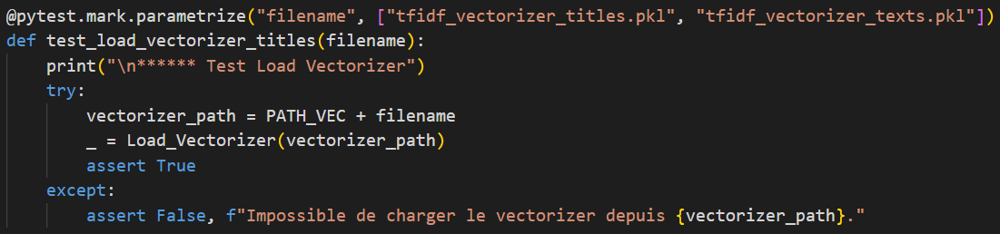 @pytest.mark.parametrize("filename", ["tfidf_vectorizer_titles.pkl", "tfidf_vectorizer_texts.pkl"])
def test_load_vectorizer_titles(filename):
    print("\n****** Test Load Vectorizer")
    try:
        vectorizer_path = PATH_VEC + filename
        _ = Load_Vectorizer(vectorizer_path)
        assert True
    except:
        assert False, f"Impossible de charger le vectorizer depuis {vectorizer_path}."